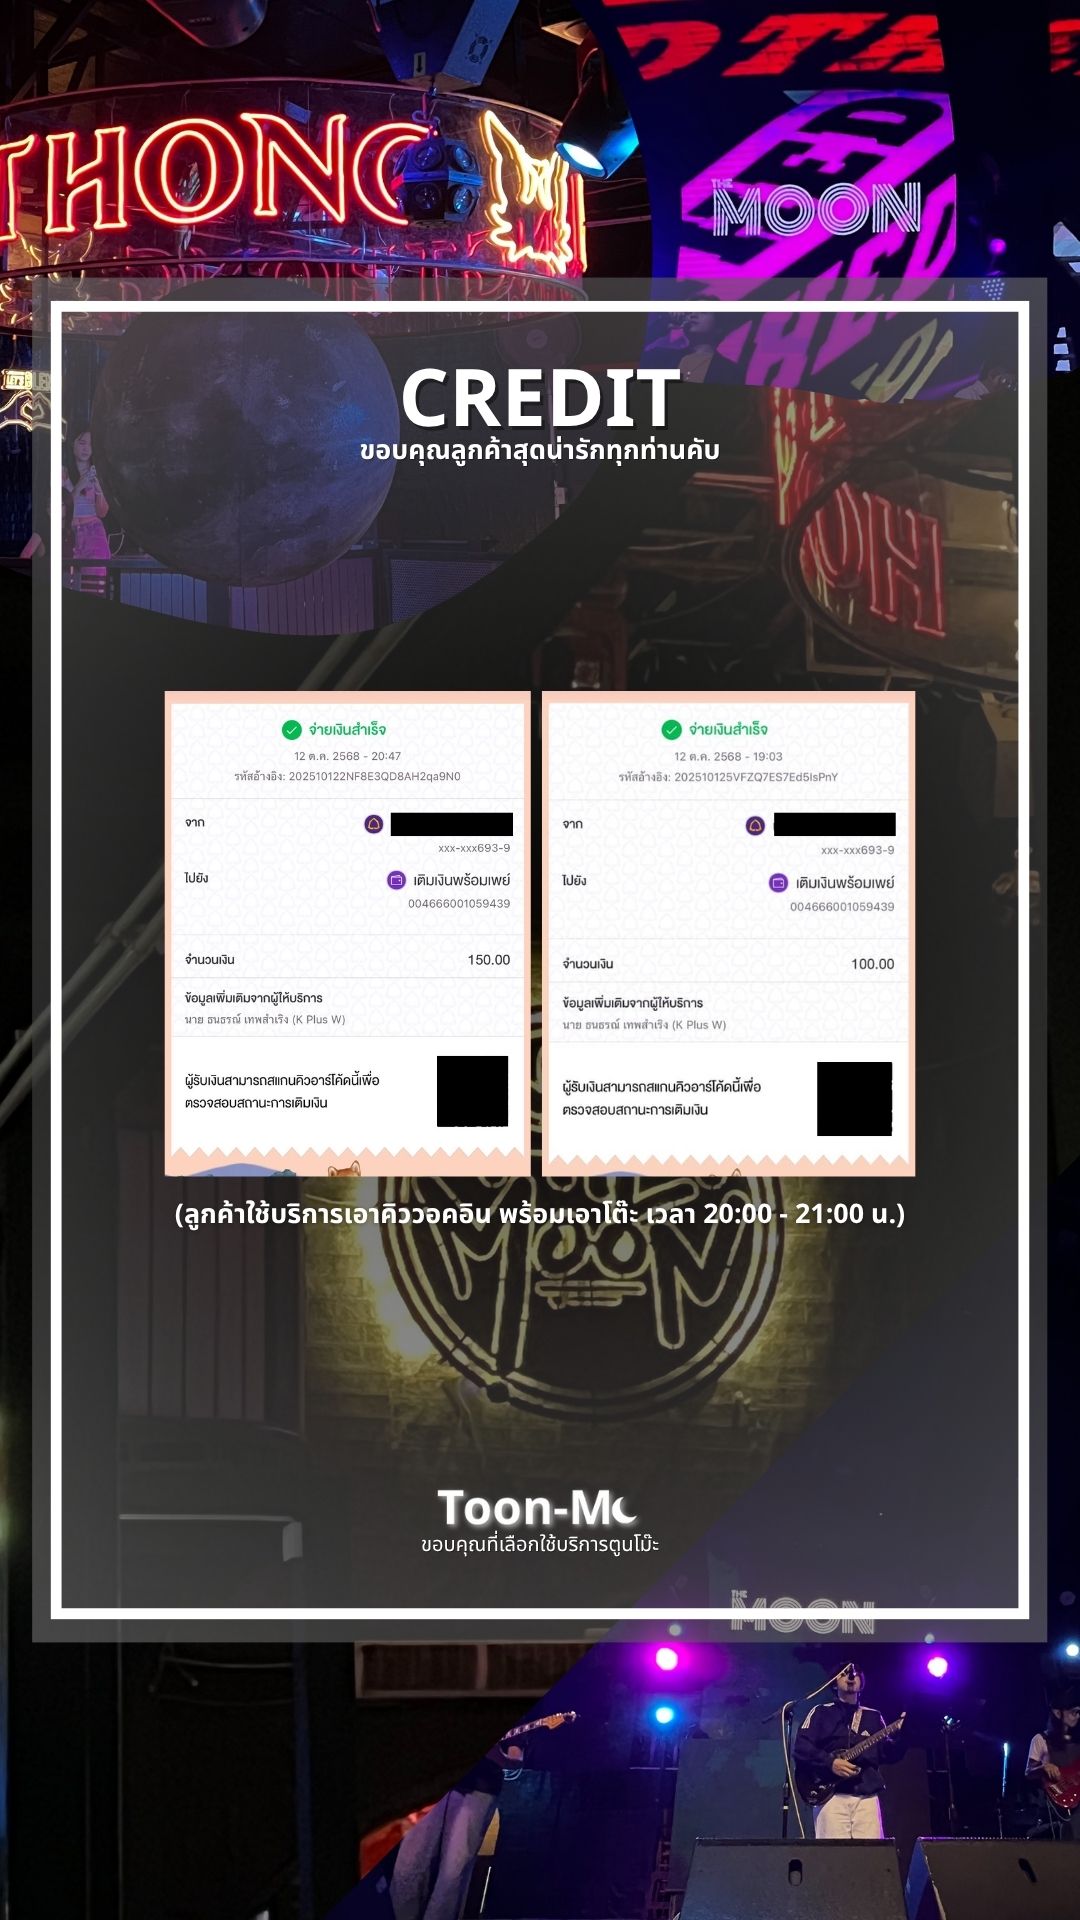 THONG
THE
MOON
CREDIT
ขอบคุณลูกค้าสุดน่ารักทุกท่านคับ
จ่ายเงินสำเร็จ
12 ต.ค. 2568 - 20:47
รหัสอ้างอิง: 202510122NF8E3QD8AH2qa9N0
จาก
xxx-xxx693-9
ไปยัง
เติมเงินพร้อมเพย์
004666001059439
จำนวนเงิน 150.00
ข้อมูลเพิ่มเติมจากผู้ให้บริการ
นาย ธนธรณ์ เทพสำเริง (K Plus W)
ผู้รับเงินสามารถสแกนคิวอาร์โค้ดนี้เพื่อ
ตรวจสอบสถานะการเติมเงิน
จ่ายเงินสำเร็จ
12 ต.ค. 2568 - 19:03
รหัสอ้างอิง: 202510125VFZQ7ES7Ed5IsPnY
จาก
xxx-xxx693-9
ไปยัง
เติมเงินพร้อมเพย์
004666001059439
จำนวนเงิน 100.00
ข้อมูลเพิ่มเติมจากผู้ให้บริการ
นาย ธนธรณ์ เทพสำเริง (K Plus W)
ผู้รับเงินสามารถสแกนคิวอาร์โค้ดนี้เพื่อ
ตรวจสอบสถานะการเติมเงิน
(ลูกค้าใช้บริการเอาคิววอคอิน พร้อมเอาโต๊ะ เวลา 20:00 - 21:00 น.)
MOON
Toon-M
ขอบคุณที่เลือกใช้บริการตูนโม๊ะ
THE
MOON